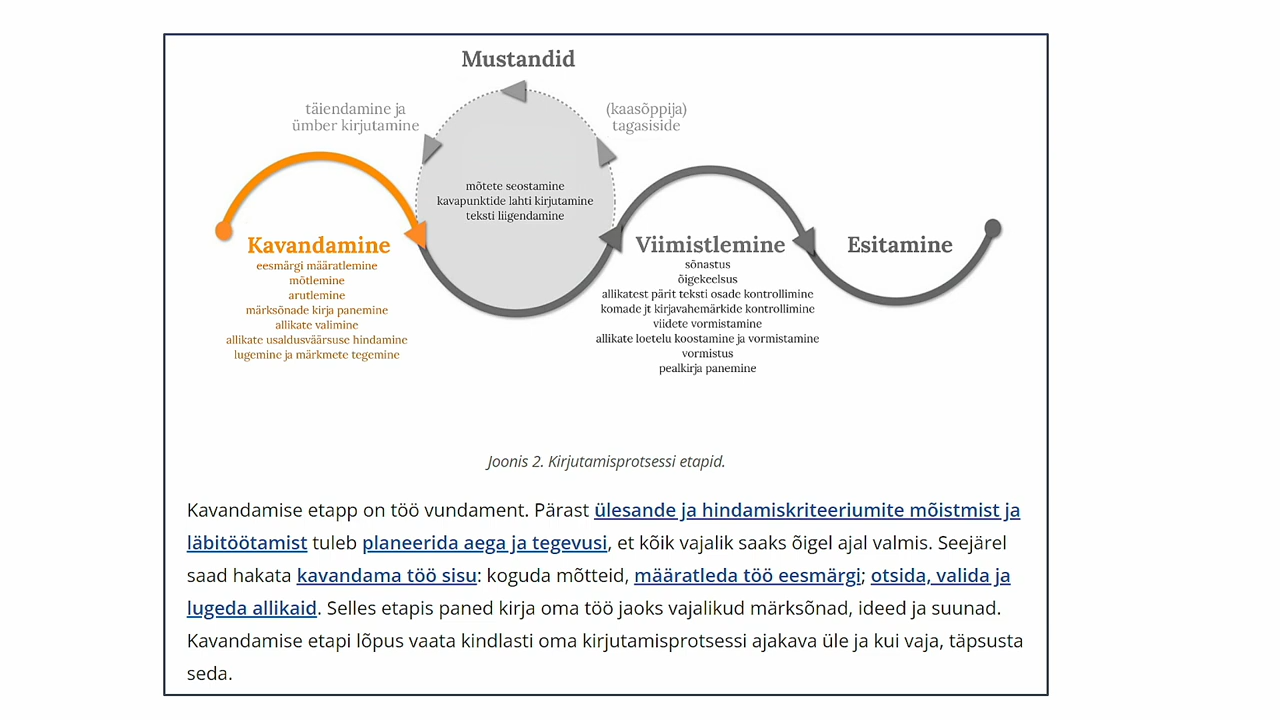 Mustandid
täiendamine ja
ümber kirjutamine
(kaasõppija)
tagasiside
mõtete seostamine
kavapunktide lahti kirjutamine
teksti liigendamine
Kavandamine
eesmärgi määratlemine
mõtlemine
arutlemine
märksõnade kirja panemine
allikate valimine
allikate usaldusväärsuse hindamine
lugemine ja märkmete tegemine
Viimistlemine
sõnastus
õigekeelsus
allikatest pärit teksti osade kontrollimine
komade jt kirjavahemärkide kontrollimine
viidete vormistamine
allikate loetelu koostamine ja vormistamine
vormistus
pealkirja panemine
Esitamine
Joonis 2. Kirjutamisprotsessi etapid.
Kavandamise etapp on töö vundament. Pärast ülesande ja hindamiskriteeriumite mõistmist ja
läbitöötamist tuleb planeerida aega ja tegevusi, et kõik vajalik saaks õigel ajal valmis. Seejärel
saad hakata kavandama töö sisu: koguda mõtteid, määratleda töö eesmärgi; otsida, valida ja
lugeda allikaid. Selles etapis paned kirja oma töö jaoks vajalikud märksõnad, ideed ja suunad.
Kavandamise etapi lõpus vaata kindlasti oma kirjutamisprotsessi ajakava üle ja kui vaja, täpsusta
seda.